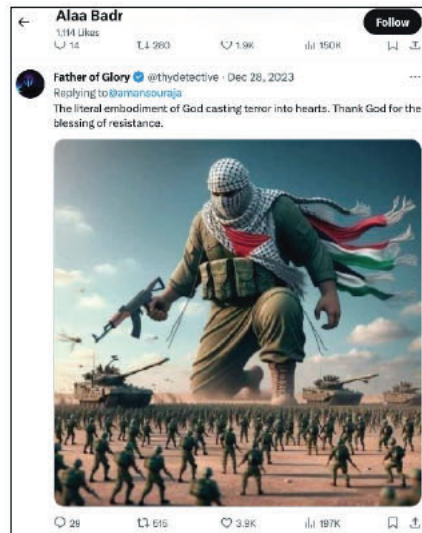 Alaa Badr
1,114 Likes
Follow
14 280 1.9K 150K
Father of Glory @thydetective · Dec 28, 2023 ...
Replying to @amansouraja
The literal embodiment of God casting terror into hearts. Thank God for the
blessing of resistance.
29 515 3.9K 197K